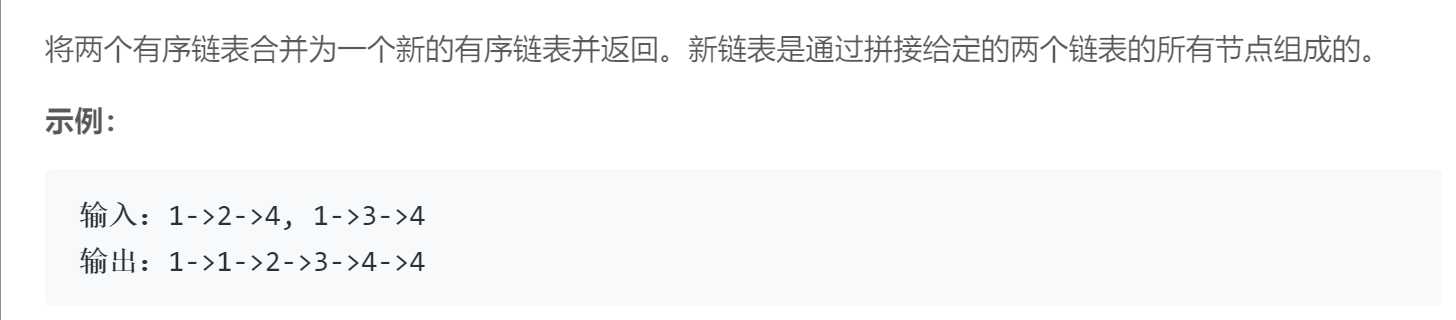 将两个有序链表合并为一个新的有序链表并返回。新链表是通过拼接给定的两个链表的所有节点组成的。
示例：
输入：1->2->4, 1->3->4
输出：1->1->2->3->4->4